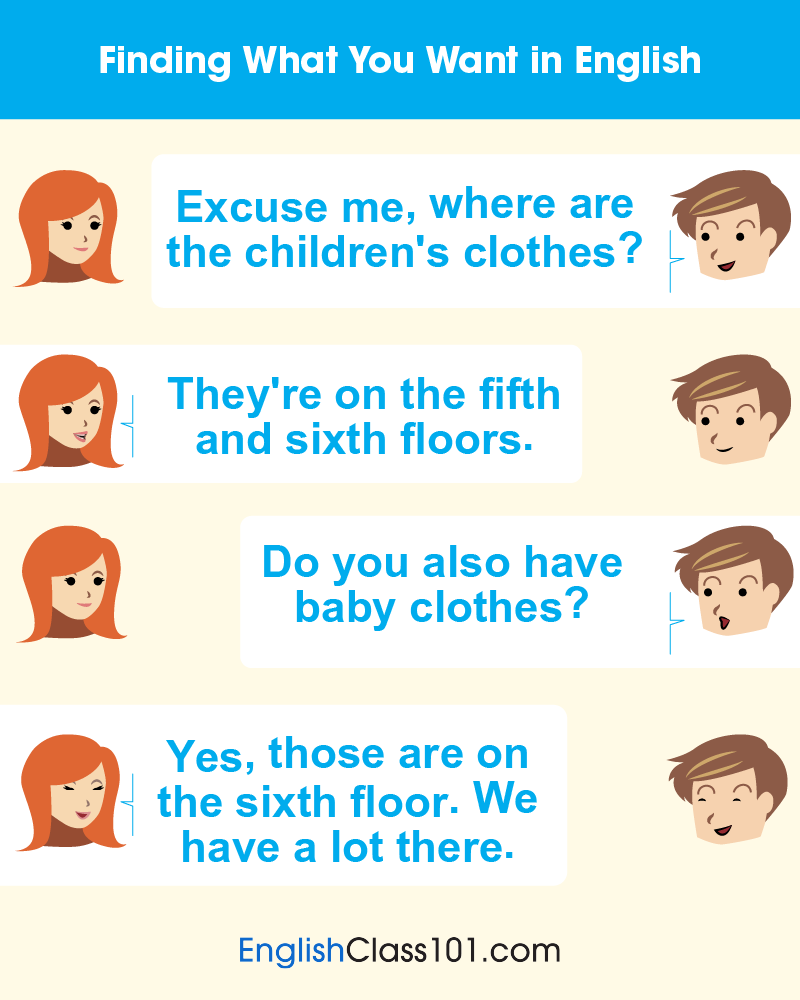 Finding What You Want in English
Excuse me, where are
the children's clothes?
They're on the fifth
and sixth floors.
Do you also have
baby clothes?
Yes, those are on
the sixth floor. We
have a lot there.
EnglishClass101.com